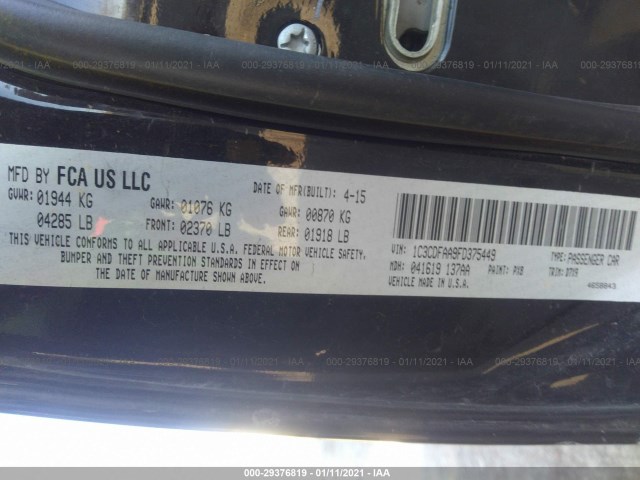 000-29376819 - 01/11/2021 - IAA
MFD BY FCA US LLC
DATE OF MFR(BUILT): 4-15
GVWR: 01944 KG
GAWR: 01076 KG
GAWR: 00870 KG
04285 LB
FRONT: 02370 LB
REAR: 01918 LB
THIS VEHICLE CONFORMS TO ALL APPLICABLE U.S.A. FEDERAL MOTOR VEHICLE SAFETY,
BUMPER AND THEFT PREVENTION STANDARDS IN EFFECT ON THE
DATE OF MANUFACTURE SHOWN ABOVE.
VIN: 1C3CDFAA9FD375449
TYPE: PASSENGER CAR
MDH: 041619 137AA
PAINT: PXB
VEHICLE MADE IN U.S.A.
000-29376819 - 01/11/2021 - IAA
000-29376819 - 01/11/2021 - IAA